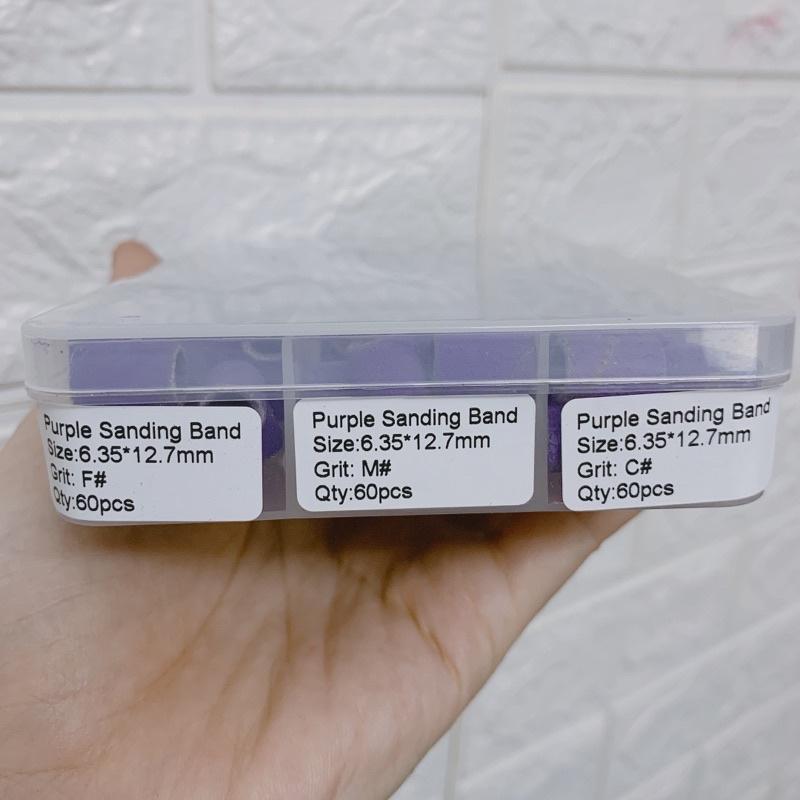 Purple Sanding Band
Size:6.35*12.7mm
Grit: F#
Qty:60pcs
Purple Sanding Band
Size:6.35*12.7mm
Grit: M#
Qty:60pcs
Purple Sanding Band
Size:6.35*12.7mm
Grit: C#
Qty:60pcs